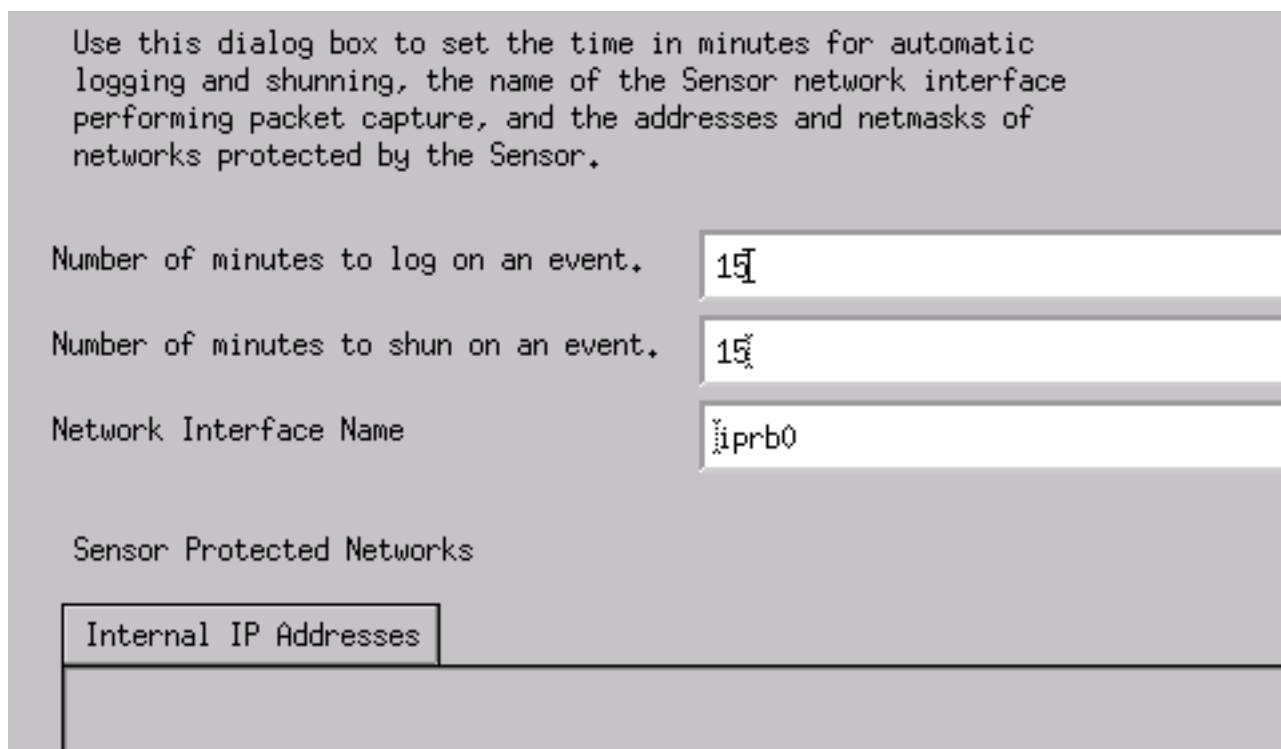 Use this dialog box to set the time in minutes for automatic
logging and shunning, the name of the Sensor network interface
performing packet capture, and the addresses and netmasks of
networks protected by the Sensor.
Number of minutes to log on an event. 15
Number of minutes to shun on an event. 15
Network Interface Name iprb0
Sensor Protected Networks
Internal IP Addresses